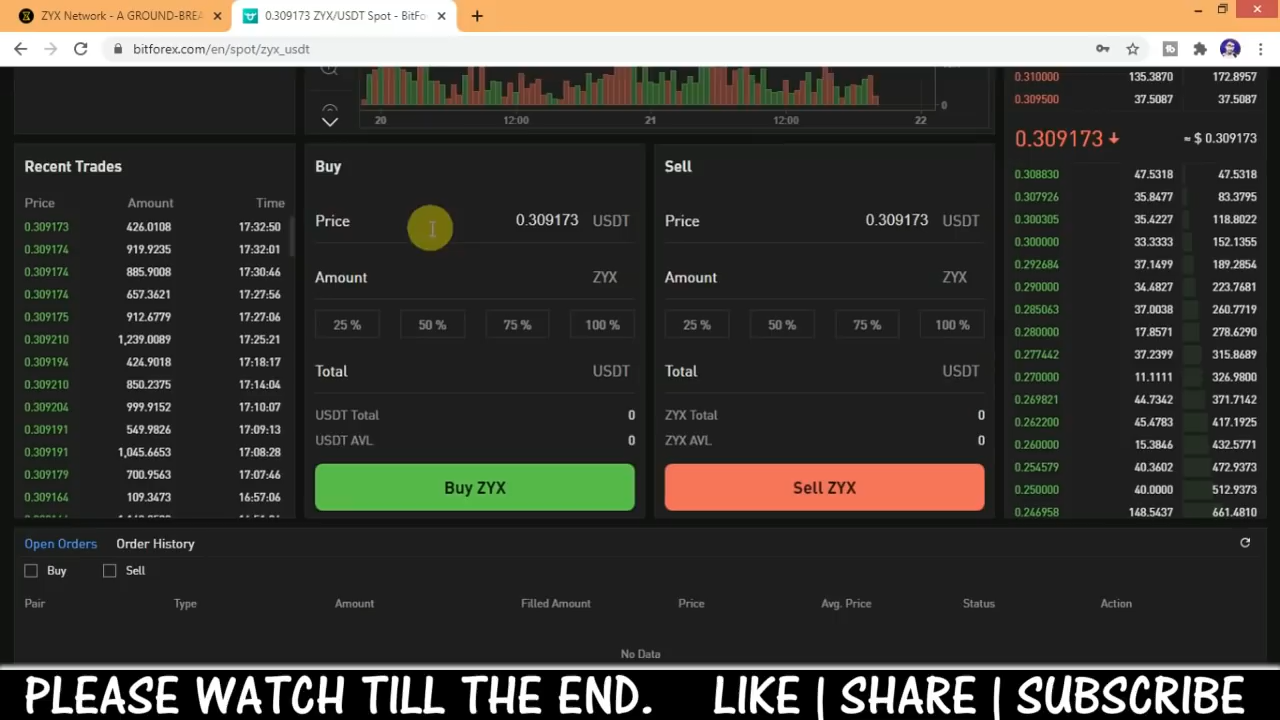 ZYX Network - A GROUND-BREA
0.309173 ZYX/USDT Spot - BitFo
bitforex.com/en/spot/zyx_usdt
20 12:00 21 12:00 22
0
0.310000 135.3870 172.8957
0.309500 37.5087 37.5087
0.309173 ≈ $ 0.309173
0.308830 47.5318 47.5318
0.307926 35.8477 83.3795
0.300305 35.4227 118.8022
0.300000 33.3333 152.1355
0.292684 37.1499 189.2854
0.290000 34.4827 223.7681
0.285063 37.0038 260.7719
0.280000 17.8571 278.6290
0.277442 37.2399 315.8689
0.270000 11.1111 326.9800
0.269821 44.7342 371.7142
0.262200 45.4783 417.1925
0.260000 15.3846 432.5771
0.254579 40.3602 472.9373
0.250000 40.0000 512.9373
0.246958 148.5437 661.4810
Recent Trades
Price Amount Time
0.309173 426.0108 17:32:50
0.309174 919.9235 17:32:01
0.309174 885.9008 17:30:46
0.309174 657.3621 17:27:56
0.309175 912.6779 17:27:06
0.309210 1,239.0089 17:25:21
0.309194 424.9018 17:18:17
0.309210 850.2375 17:14:04
0.309204 999.9152 17:10:07
0.309191 549.9826 17:09:13
0.309191 1,045.6653 17:08:28
0.309179 700.9563 17:07:46
0.309164 109.3473 16:57:06
Buy
Price 0.309173 USDT
Amount ZYX
25 % 50 % 75 % 100 %
Total USDT
USDT Total 0
USDT AVL 0
Buy ZYX
Sell
Price 0.309173 USDT
Amount ZYX
25 % 50 % 75 % 100 %
Total USDT
ZYX Total 0
ZYX AVL 0
Sell ZYX
Open Orders Order History
Buy Sell
Pair Type Amount Filled Amount Price Avg. Price Status Action
No Data
PLEASE WATCH TILL THE END. LIKE | SHARE | SUBSCRIBE